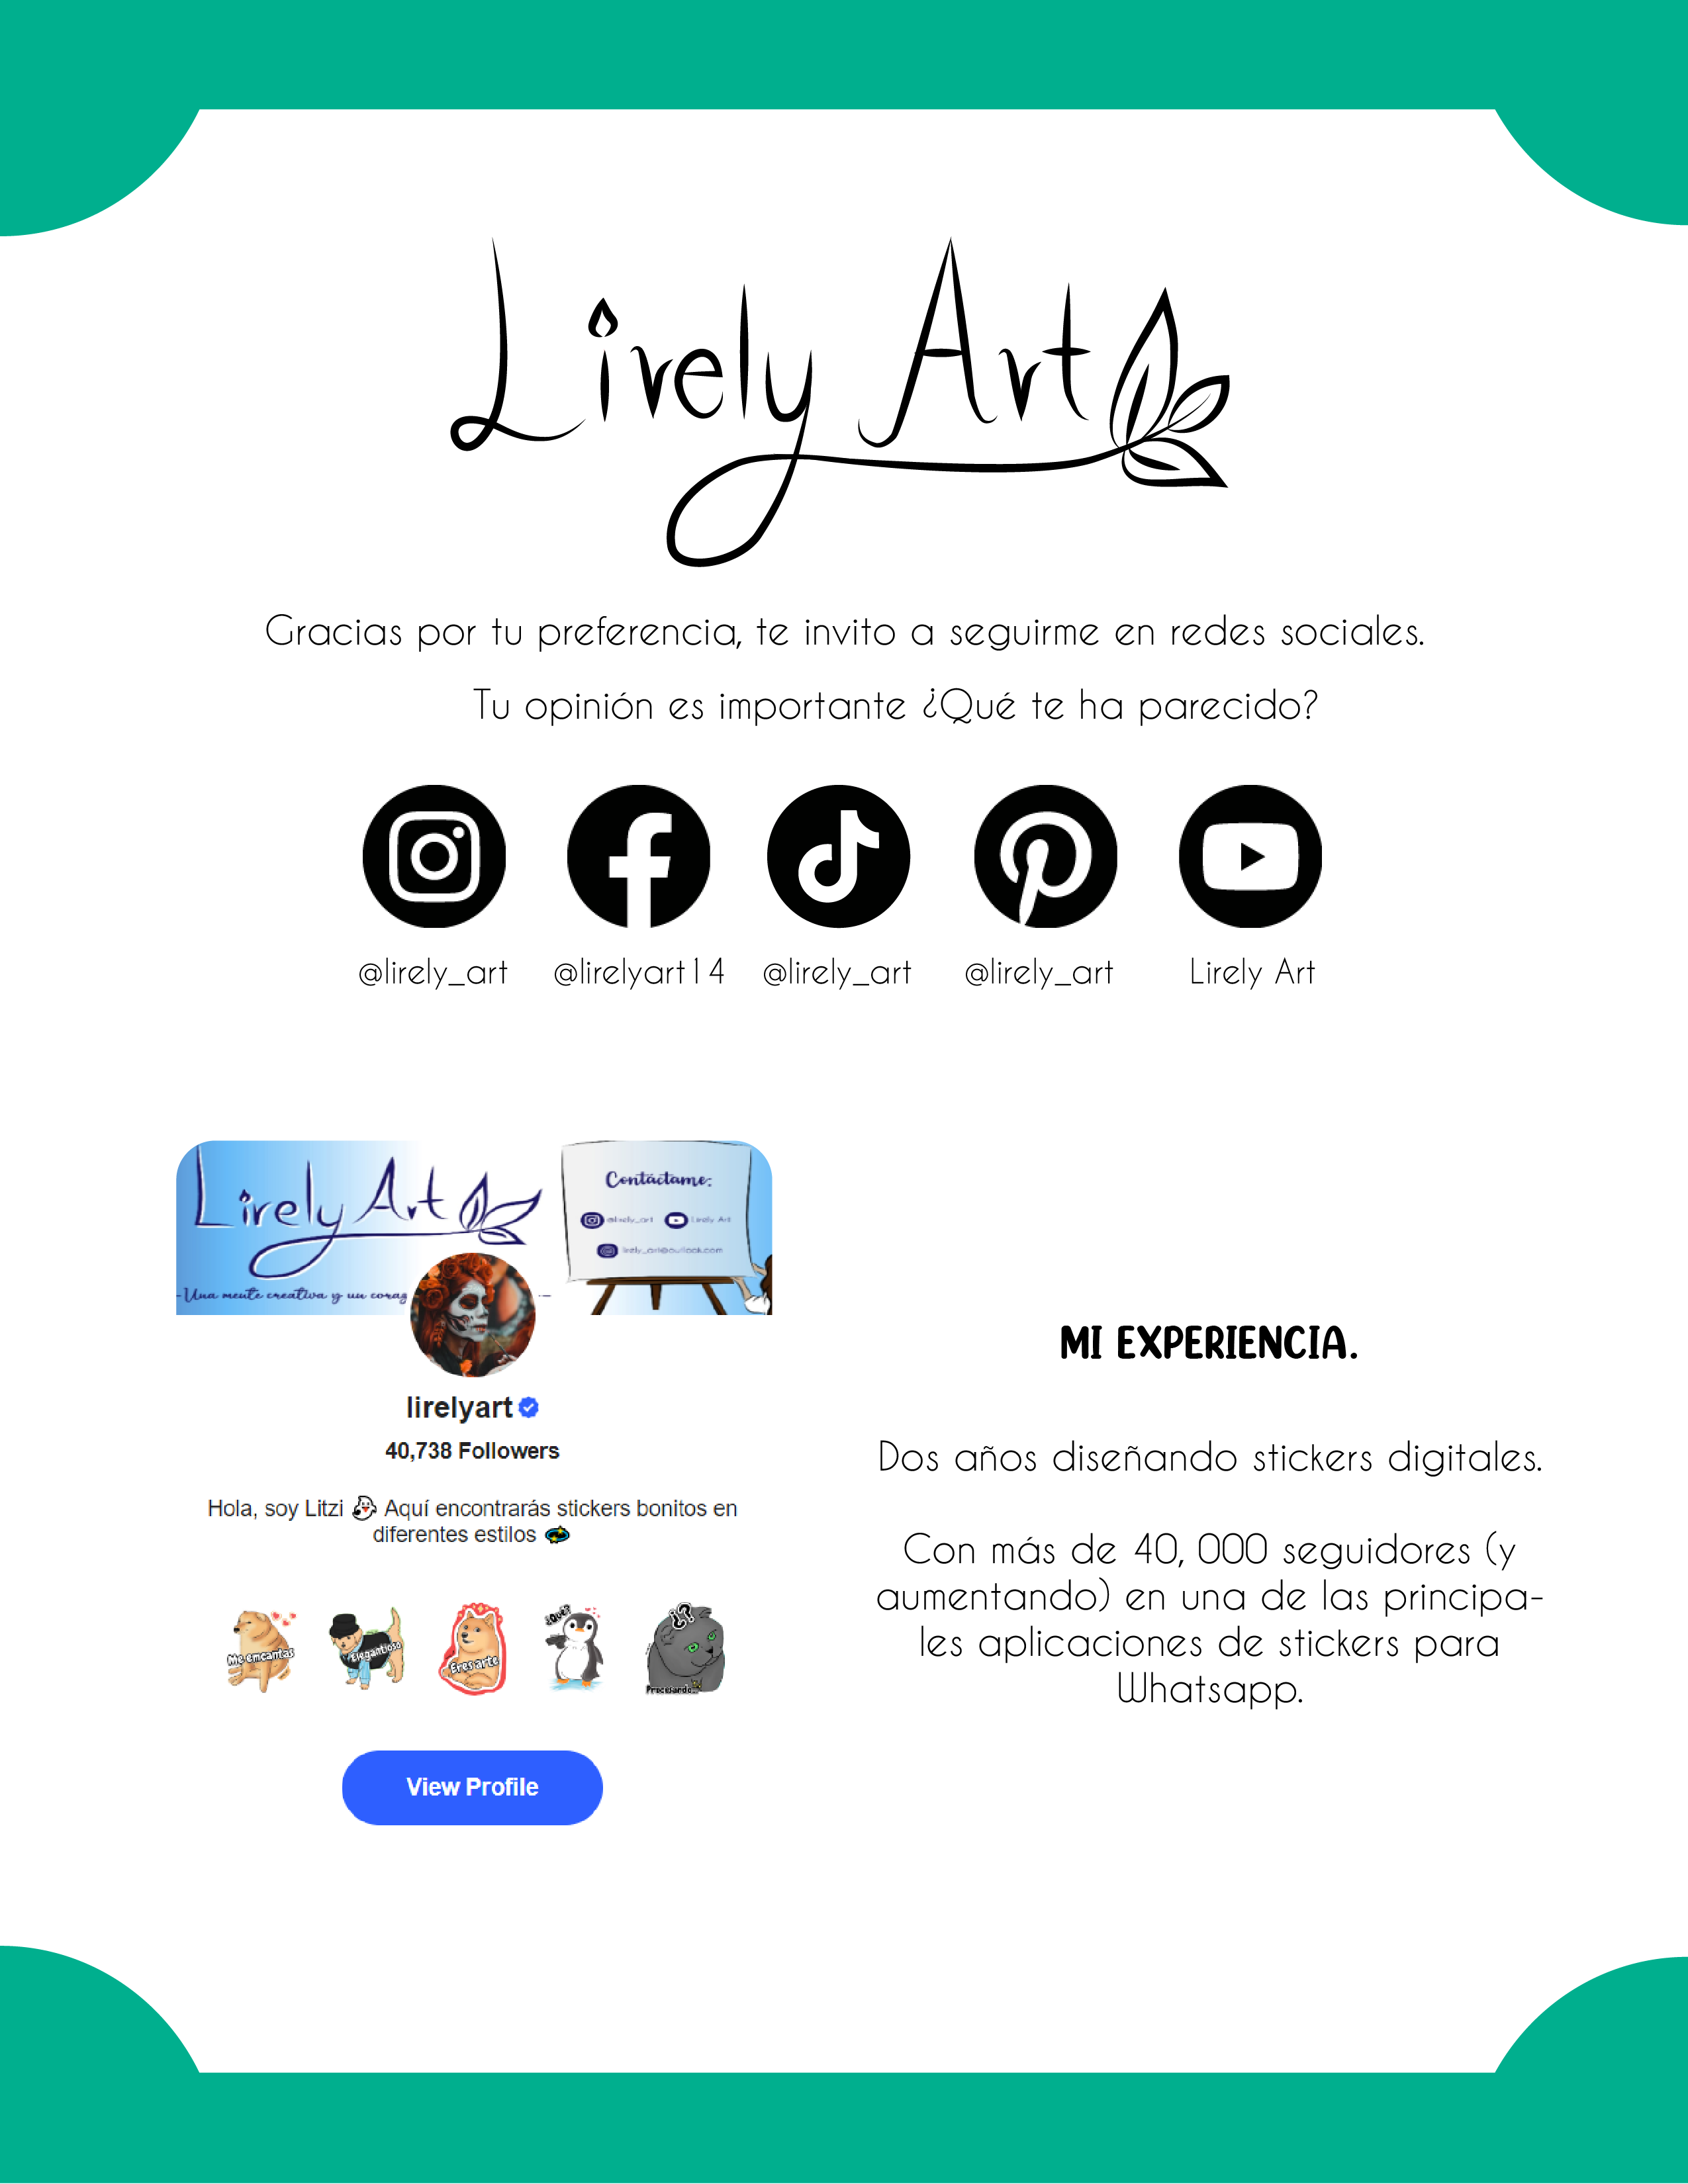 Lirely Art
Gracias por tu preferencia, te invito a seguirme en redes sociales.
Tu opinión es importante ¿Qué te ha parecido?
@lirely_art @lirelyart14 @lirely_art @lirely_art Lirely Art
Lirely Art
Contáctame:
@lirely_art Lirely Art
lirely_art@outlook.com
-Una mente creativa y un coraz
lirelyart
40,738 Followers
Hola, soy Litzi Aquí encontrarás stickers bonitos en
diferentes estilos
Me encantas
Elegantioso
Eres arte
¿Qué?
¿?
Procesando...
View Profile
MI EXPERIENCIA.
Dos años diseñando stickers digitales.
Con más de 40, 000 seguidores (y
aumentando) en una de las principa-
les aplicaciones de stickers para
Whatsapp.